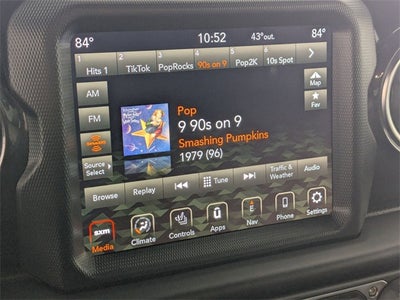 84° 10:52 43°out. 84°
1 2 3 4 5 6
Hits 1 TikTok PopRocks 90s on 9 Pop2K 10s Spot
Map
AM
Fav
Pop
FM
9 90s on 9
Smashing Pumpkins
SiriusXM
1979 (96)
Source Select
Browse Replay Tune Traffic & Weather Audio
sxm
Media Climate Controls Apps Nav Phone Settings